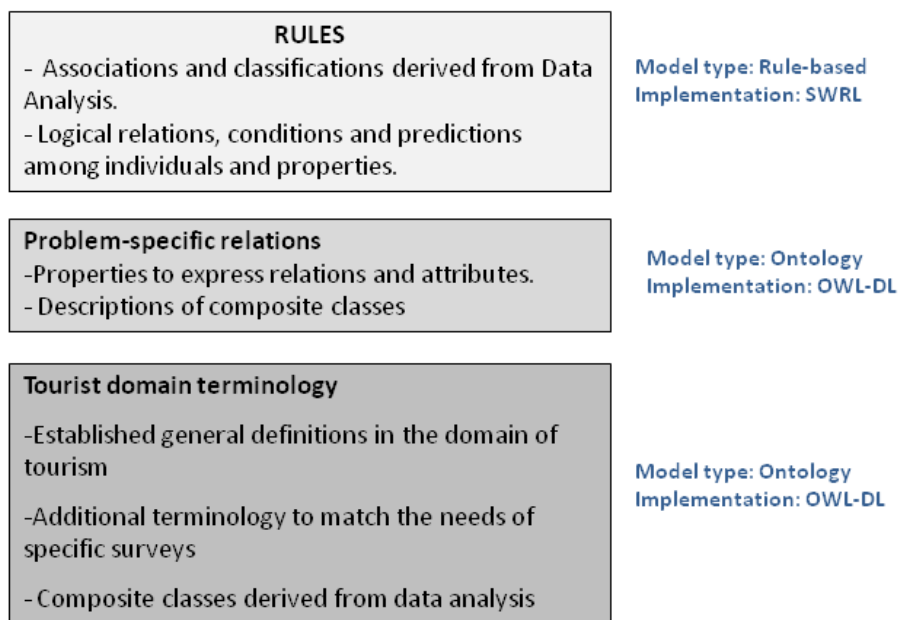 RULES
- Associations and classifications derived from Data
Analysis.
- Logical relations, conditions and predictions
among individuals and properties.
Model type: Rule-based
Implementation: SWRL
Problem-specific relations
-Properties to express relations and attributes.
- Descriptions of composite classes
Model type: Ontology
Implementation: OWL-DL
Tourist domain terminology
-Established general definitions in the domain of
tourism
-Additional terminology to match the needs of
specific surveys
- Composite classes derived from data analysis
Model type: Ontology
Implementation: OWL-DL